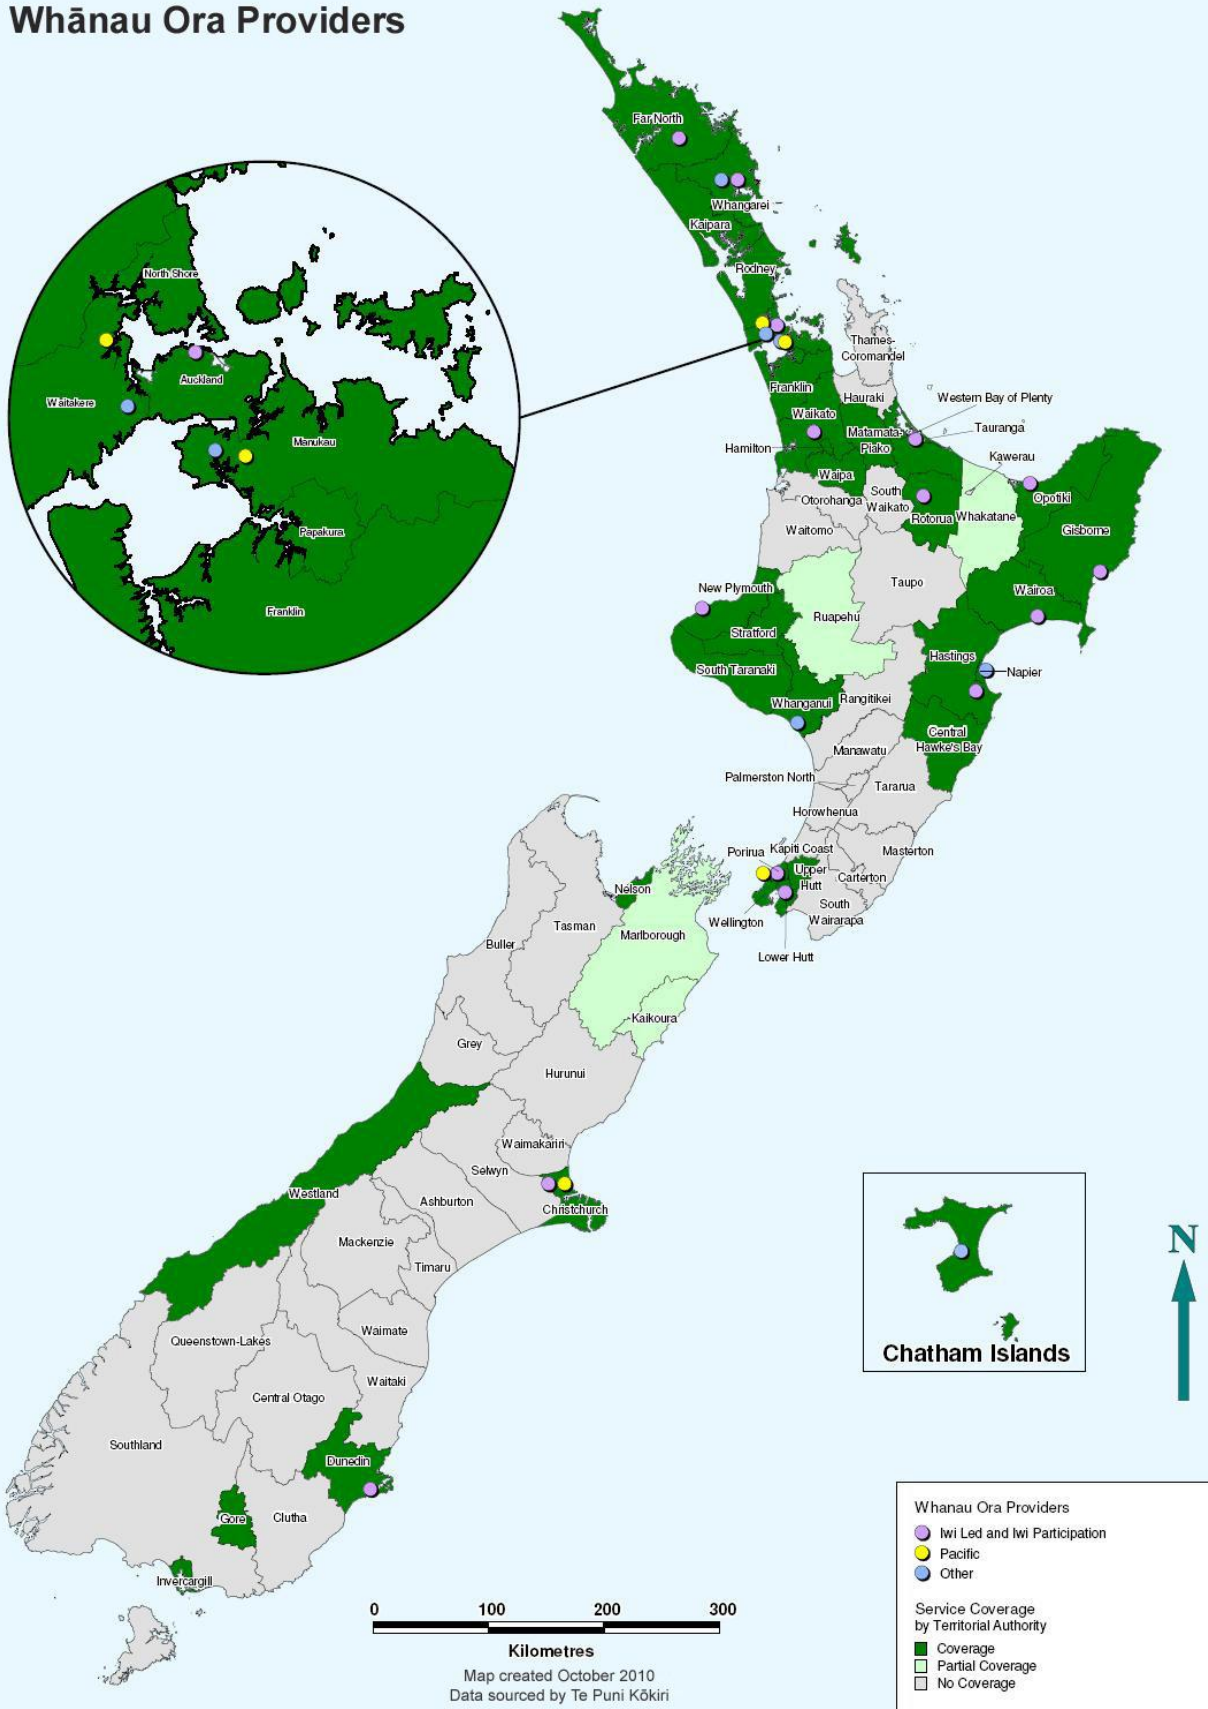 Whānau Ora Providers
Far North
Whangarei
Kaipara
Rodney
North Shore
Auckland
Waitakere
Manukau
Papakura
Franklin
Thames-
Coromandel
Franklin
Hauraki
Waikato
Western Bay of Plenty
Matamata-
Piako
Tauranga
Hamilton
Kawerau
Waipa
Otorohanga
South
Waikato
Opotiki
Rotorua
Whakatane
Waitomo
Gisborne
Taupo
New Plymouth
Wairoa
Ruapehu
Stratford
Hastings
South Taranaki
Napier
Rangitikei
Whanganui
Central
Hawke's Bay
Manawatu
Palmerston North
Tararua
Horowhenua
Porirua
Kapiti Coast
Masterton
Upper
Hutt
Carterton
South
Wairarapa
Wellington
Lower Hutt
Nelson
Tasman
Marlborough
Buller
Kaikoura
Grey
Hurunui
Waimakariri
Selwyn
Westland
Ashburton
Christchurch
Mackenzie
Timaru
Waimate
Queenstown-Lakes
Waitaki
Central Otago
Southland
Dunedin
Gore
Clutha
Invercargill
Chatham Islands
N
0 100 200 300
Kilometres
Map created October 2010
Data sourced by Te Puni Kōkiri
Whanau Ora Providers
Iwi Led and Iwi Participation
Pacific
Other
Service Coverage
by Territorial Authority
Coverage
Partial Coverage
No Coverage